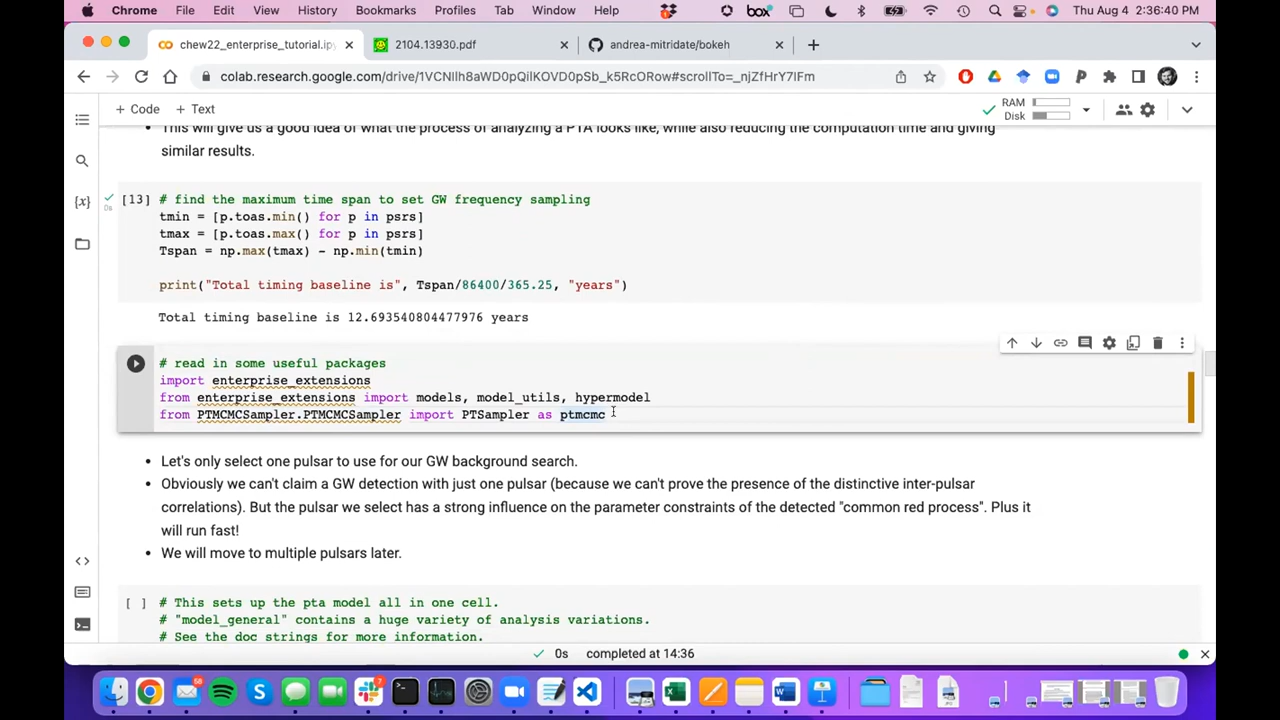 Chrome File Edit View History Bookmarks Profiles Tab Window Help box Thu Aug 4 2:36:40 PM
chew22_enterprise_tutorial.ip 2104.13930.pdf andrea-mitridate/bokeh
colab.research.google.com/drive/1VCNIIh8aWD0pQiIKOVD0pSb_k5RcORow#scrollTo=_njZfHrY7IFm
+ Code + Text RAM Disk
This will give us a good idea of what the process of analyzing a PTA looks like, while also reducing the computation time and giving
similar results.
[13] # find the maximum time span to set GW frequency sampling
0s tmin = [p.toas.min() for p in psrs]
tmax = [p.toas.max() for p in psrs]
Tspan = np.max(tmax) - np.min(tmin)
print("Total timing baseline is", Tspan/86400/365.25, "years")
Total timing baseline is 12.693540804477976 years
# read in some useful packages
import enterprise_extensions
from enterprise_extensions import models, model_utils, hypermodel
from PTMCMCSampler.PTMCMCSampler import PTSampler as ptmcmc
• Let's only select one pulsar to use for our GW background search.
• Obviously we can't claim a GW detection with just one pulsar (because we can't prove the presence of the distinctive inter-pulsar
correlations). But the pulsar we select has a strong influence on the parameter constraints of the detected "common red process". Plus it
will run fast!
• We will move to multiple pulsars later.
[ ] # This sets up the pta model all in one cell.
# "model_general" contains a huge variety of analysis variations.
# See the doc strings for more information.
0s completed at 14:36
68 7